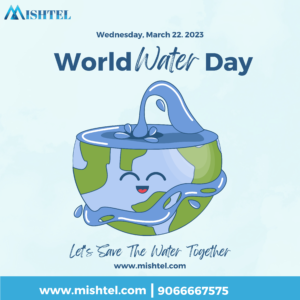 MISHTEL
Wednesday, March 22. 2023
World Water Day
Let's Save The Water Together
www.mishtel.com
www.mishtel.com | 9066667575